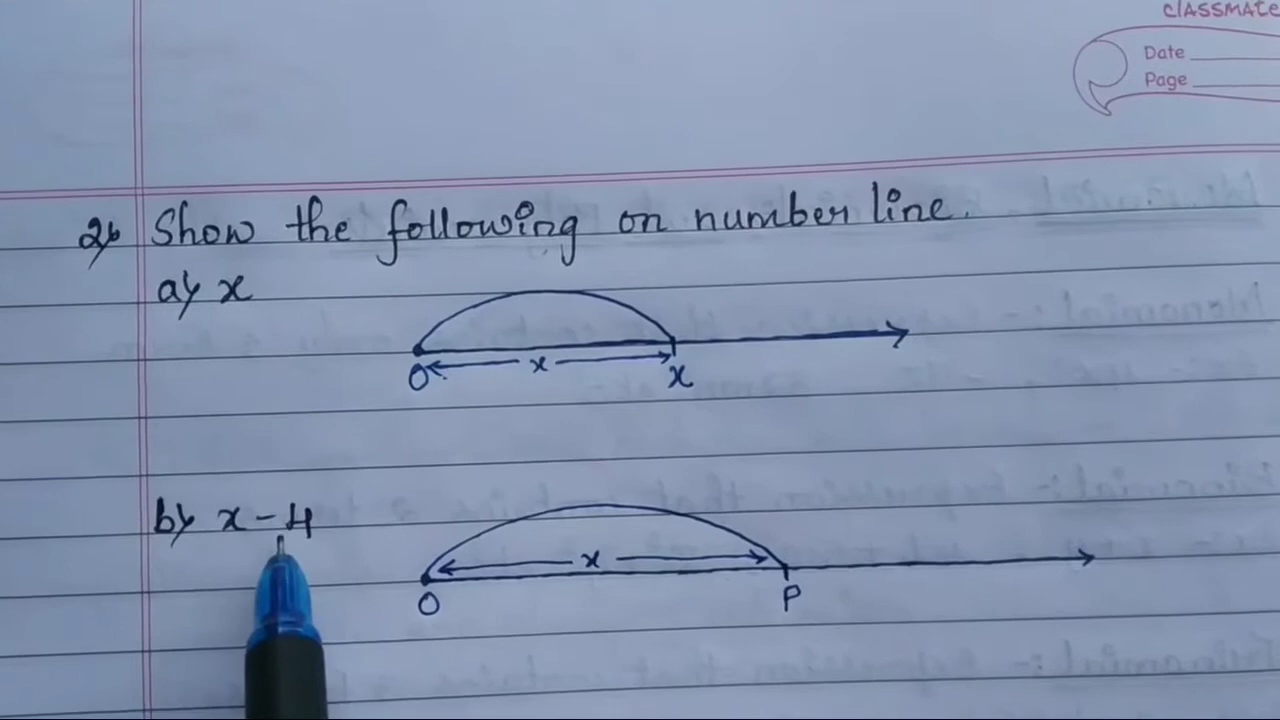 CLASSMATE
Date
Page
2) Show the following on number line.
a) x
x
O x
b) x-4
x
O P